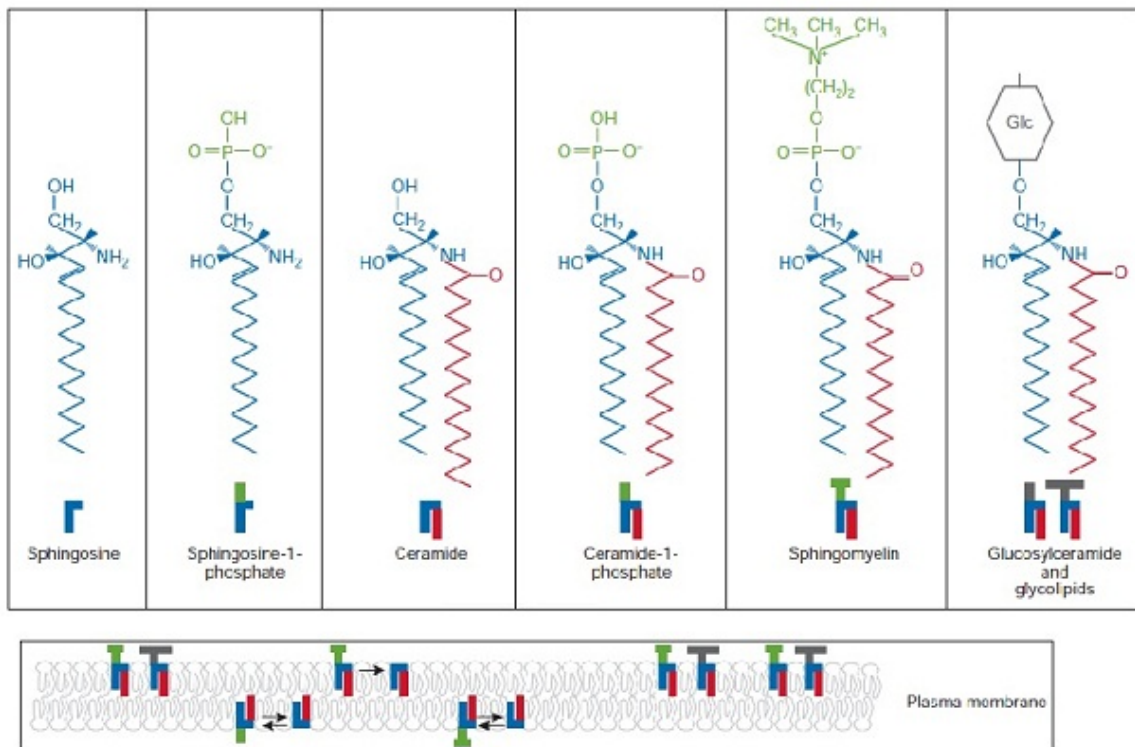 OH
CH2
HO
NH2
Sphingosine
CH
O=P—O−
O
CH2
HO
NH2
Sphingosine-1-
phosphate
OH
CH2
HO
NH
O
Ceramide
OH
O=P—O−
O
CH2
HO
NH
O
Ceramide-1-
phosphate
CH3 CH3 CH3
N+
(CH2)2
O
O=P—O−
O
CH2
HO
NH
O
Sphingomyelin
Glc
O
CH2
HO
NH
O
Glucosylceramide
and
glycolipids
Plasma membrane